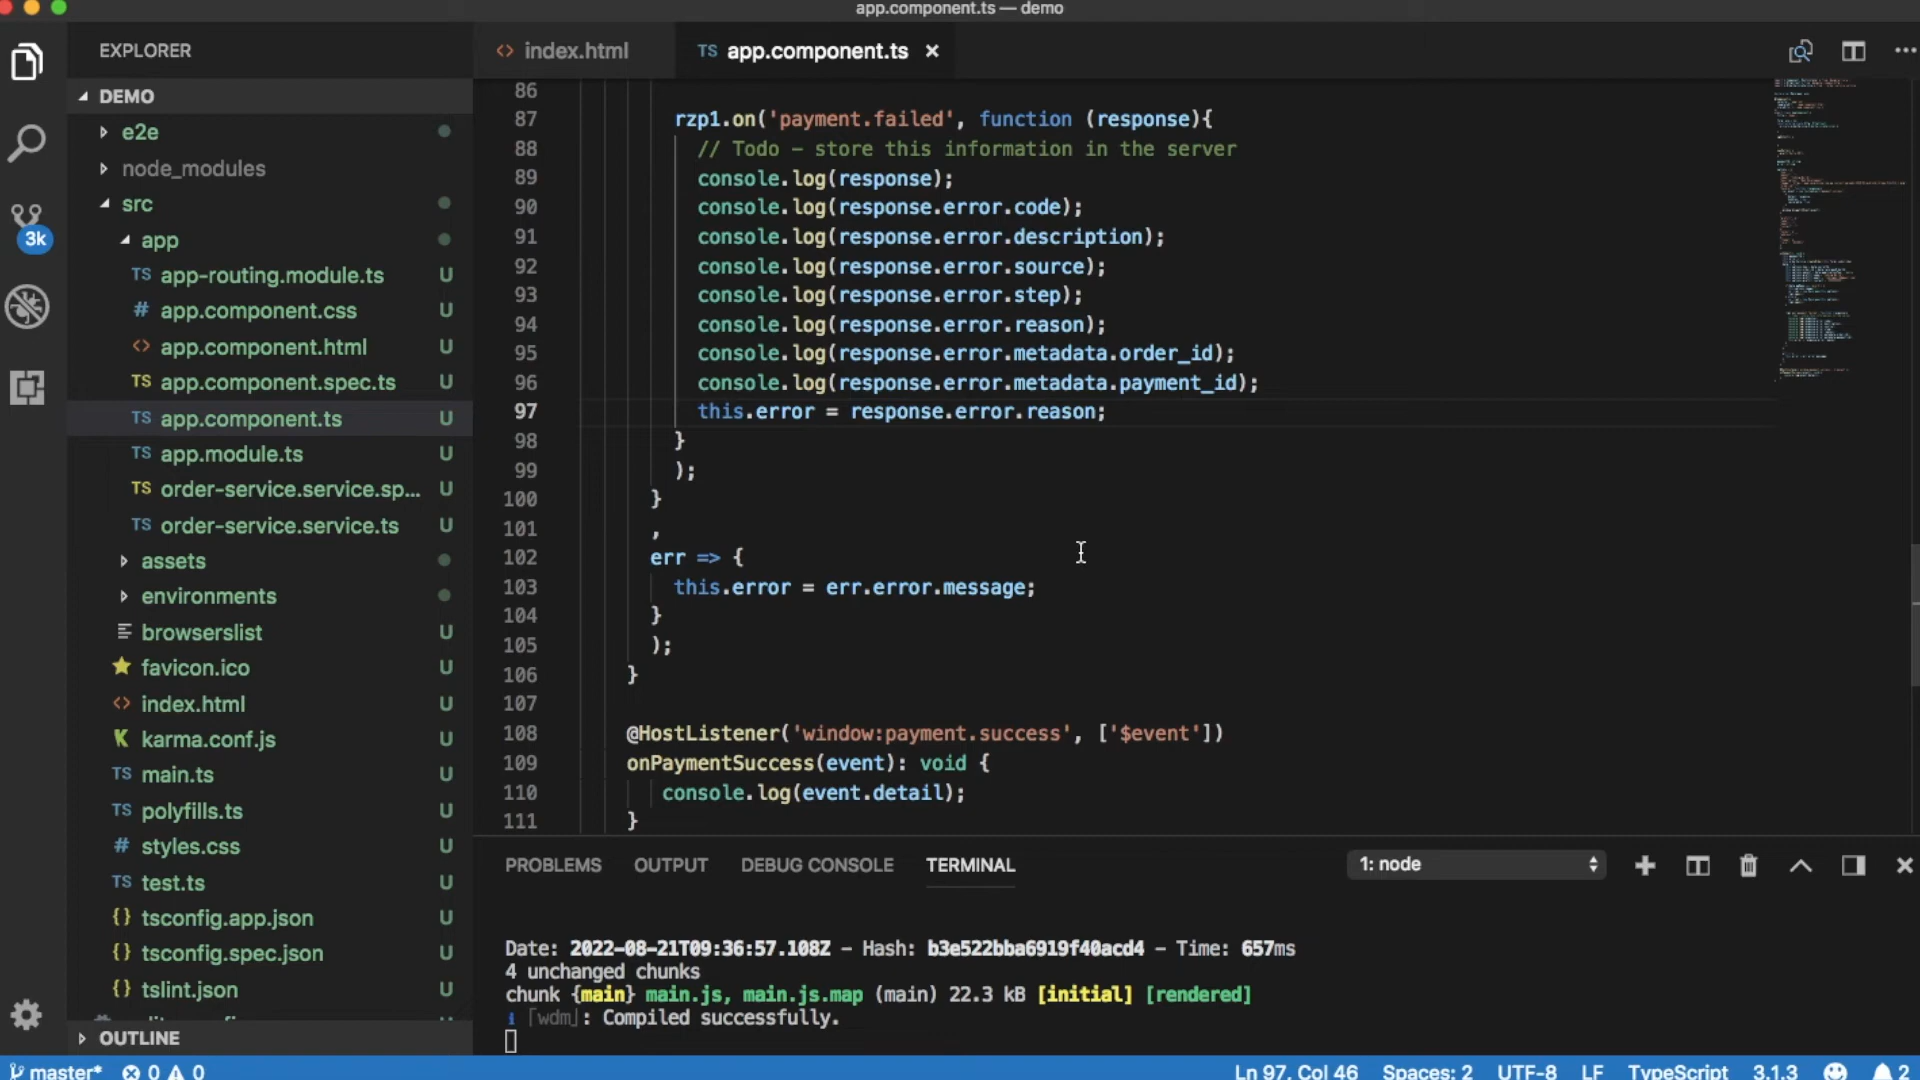 app.component.ts — demo
EXPLORER
index.html
TS app.component.ts ×
DEMO
e2e
node_modules
src
3k
app
TS app-routing.module.ts U
# app.component.css U
<> app.component.html U
TS app.component.spec.ts U
TS app.component.ts U
TS app.module.ts U
TS order-service.service.sp... U
TS order-service.service.ts U
assets
environments
browserslist U
favicon.ico U
<> index.html U
K karma.conf.js U
TS main.ts U
TS polyfills.ts U
# styles.css U
TS test.ts U
{} tsconfig.app.json U
{} tsconfig.spec.json U
{} tslint.json U
OUTLINE
86
87 rzp1.on('payment.failed', function (response){
88 // Todo – store this information in the server
89 console.log(response);
90 console.log(response.error.code);
91 console.log(response.error.description);
92 console.log(response.error.source);
93 console.log(response.error.step);
94 console.log(response.error.reason);
95 console.log(response.error.metadata.order_id);
96 console.log(response.error.metadata.payment_id);
97 this.error = response.error.reason;
98 }
99 );
100 }
101 ,
102 err => {
103 this.error = err.error.message;
104 }
105 );
106 }
107
108 @HostListener('window:payment.success', ['$event'])
109 onPaymentSuccess(event): void {
110 console.log(event.detail);
111 }
PROBLEMS OUTPUT DEBUG CONSOLE TERMINAL 1: node
Date: 2022-08-21T09:36:57.108Z – Hash: b3e522bba6919f40acd4 – Time: 657ms
4 unchanged chunks
chunk {main} main.js, main.js.map (main) 22.3 kB [initial] [rendered]
ℹ ｢wdm｣: Compiled successfully.
master* 0 0 Ln 97, Col 46 Spaces: 2 UTF-8 LF TypeScript 3.1.3 2